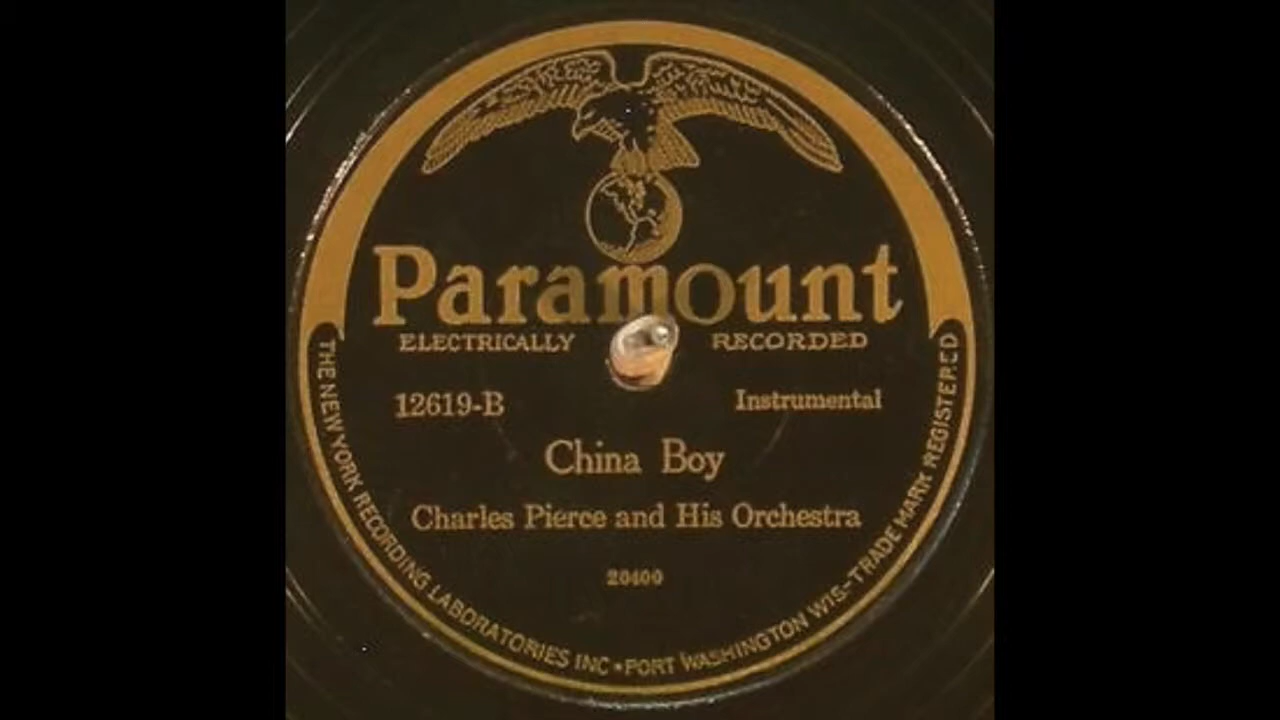 Paramount
ELECTRICALLY RECORDED
12619-B Instrumental
China Boy
Charles Pierce and His Orchestra
20400
THE NEW YORK RECORDING LABORATORIES INC • PORT WASHINGTON WIS-TRADE MARK REGISTERED